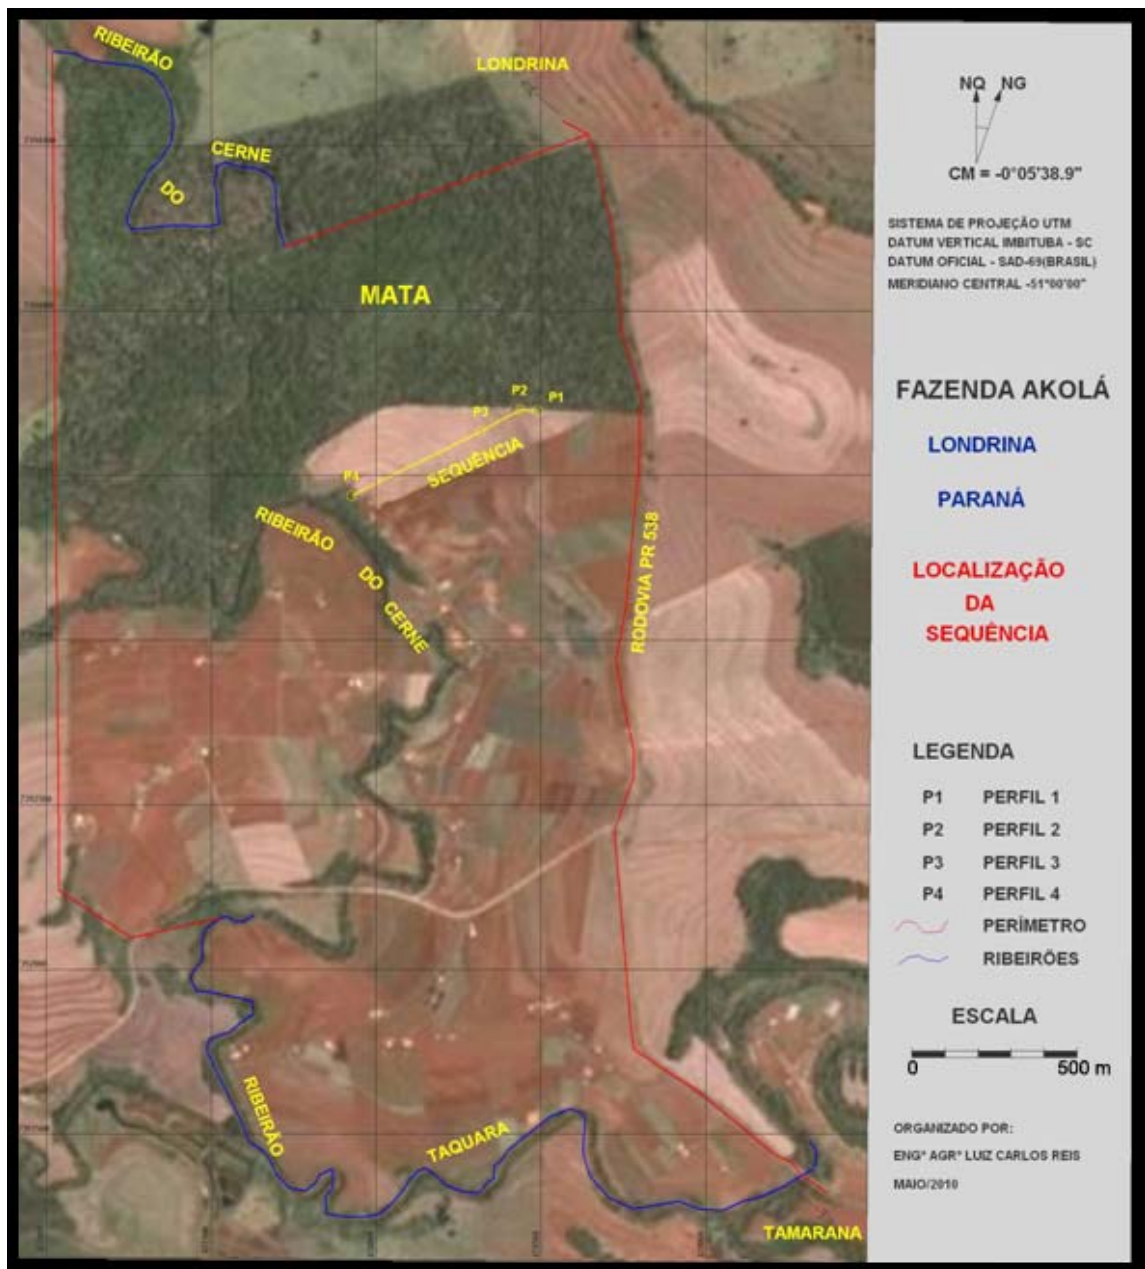 RIBEIRÃO
LONDRINA
CERNE
DO
MATA
P2
P1
P3
SEQUÊNCIA
P4
RIBEIRÃO
DO
CERNE
RODOVIA PR 538
RIBEIRÃO
TAQUARA
TAMARANA
NQ NG
CM = -0°05'38.9"
SISTEMA DE PROJEÇÃO UTM
DATUM VERTICAL IMBITUBA - SC
DATUM OFICIAL - SAD-69(BRASIL)
MERIDIANO CENTRAL -51°00'00"
FAZENDA AKOLÁ
LONDRINA
PARANÁ
LOCALIZAÇÃO
DA
SEQUÊNCIA
LEGENDA
P1 PERFIL 1
P2 PERFIL 2
P3 PERFIL 3
P4 PERFIL 4
PERÍMETRO
RIBEIRÕES
ESCALA
0 500 m
ORGANIZADO POR:
ENGº AGRº LUIZ CARLOS REIS
MAIO/2010